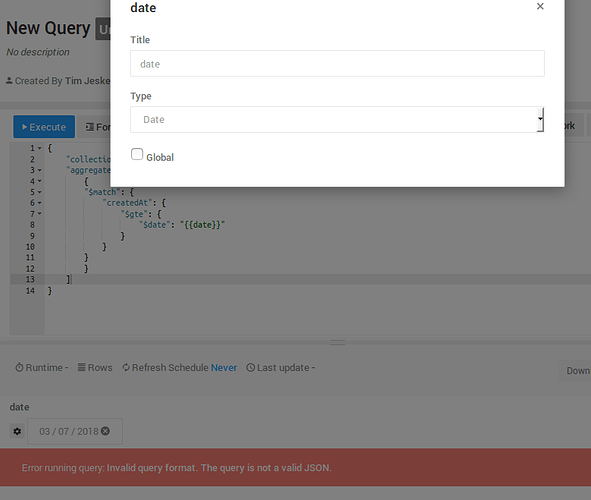 date
×
New Query
No description
Title
date
Created By Tim Jeske
Type
Date
Execute
Global
1 {
2 "collection
3 "aggregate
4 {
5 "$match": {
6 "createdAt": {
7 "$gte": {
8 "$date": "{{date}}"
9 }
10 }
11 }
12 }
13 ]
14 }
Runtime - Rows Refresh Schedule Never Last update - Down
date
03 / 07 / 2018
Error running query: Invalid query format. The query is not a valid JSON.